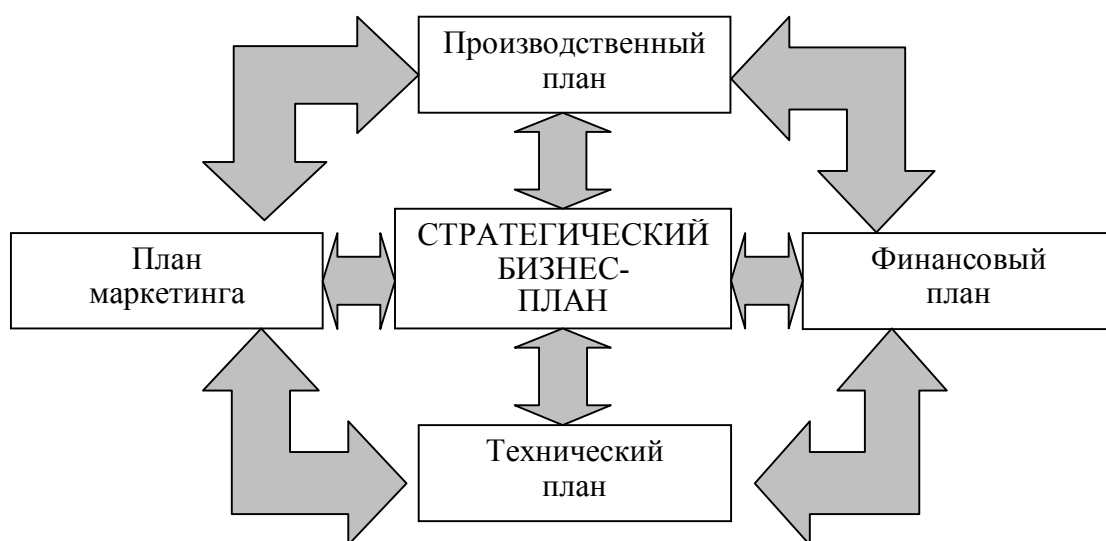 Производственный
план
План
маркетинга
СТРАТЕГИЧЕСКИЙ
БИЗНЕС-
ПЛАН
Финансовый
план
Технический
план